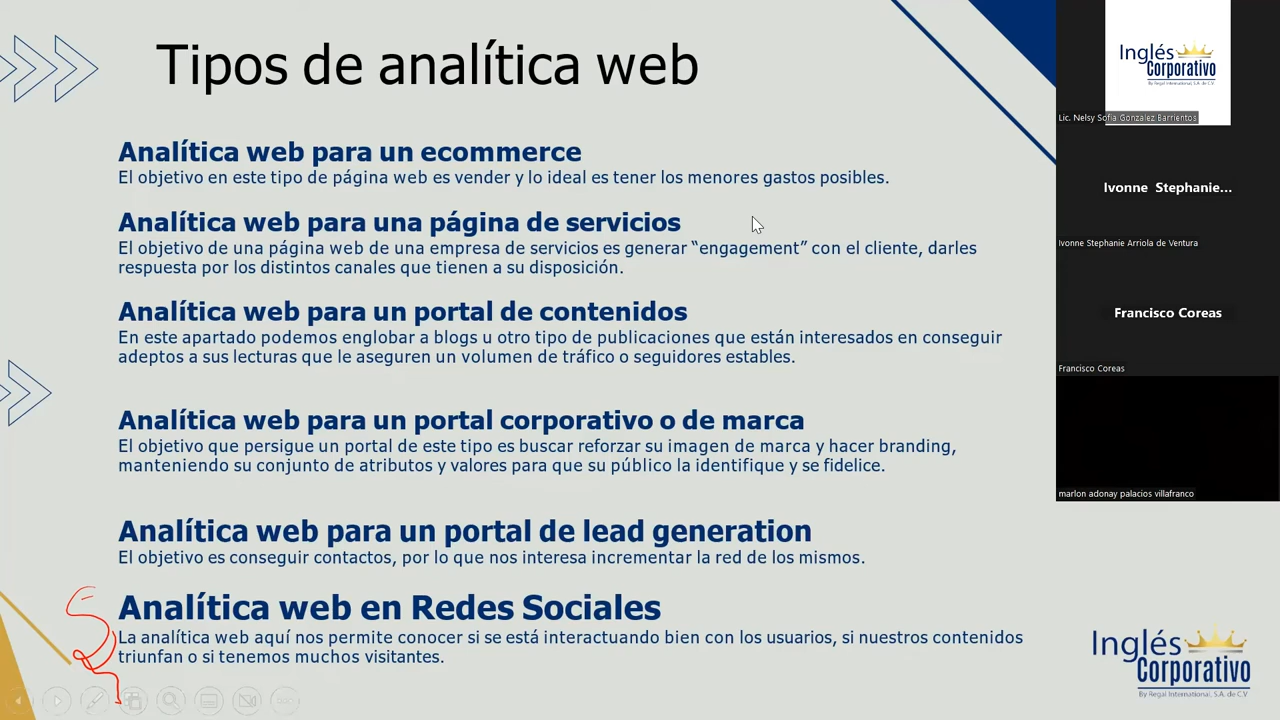 Tipos de analítica web
Analítica web para un ecommerce
El objetivo en este tipo de página web es vender y lo ideal es tener los menores gastos posibles.
Analítica web para una página de servicios
El objetivo de una página web de una empresa de servicios es generar “engagement” con el cliente, darles
respuesta por los distintos canales que tienen a su disposición.
Analítica web para un portal de contenidos
En este apartado podemos englobar a blogs u otro tipo de publicaciones que están interesados en conseguir
adeptos a sus lecturas que le aseguren un volumen de tráfico o seguidores estables.
Analítica web para un portal corporativo o de marca
El objetivo que persigue un portal de este tipo es buscar reforzar su imagen de marca y hacer branding,
manteniendo su conjunto de atributos y valores para que su público la identifique y se fidelice.
Analítica web para un portal de lead generation
El objetivo es conseguir contactos, por lo que nos interesa incrementar la red de los mismos.
Analítica web en Redes Sociales
La analítica web aquí nos permite conocer si se está interactuando bien con los usuarios, si nuestros contenidos
triunfan o si tenemos muchos visitantes.
Inglés
Corporativo
By Regal International, S.A. de C.V
Inglés
Corporativo
By Regal International, S.A. de C.V.
Lic. Nelsy Sofia Gonzalez Barrientos
Ivonne Stephanie...
Ivonne Stephanie Arriola de Ventura
Francisco Coreas
Francisco Coreas
marlon adonay palacios villafranco